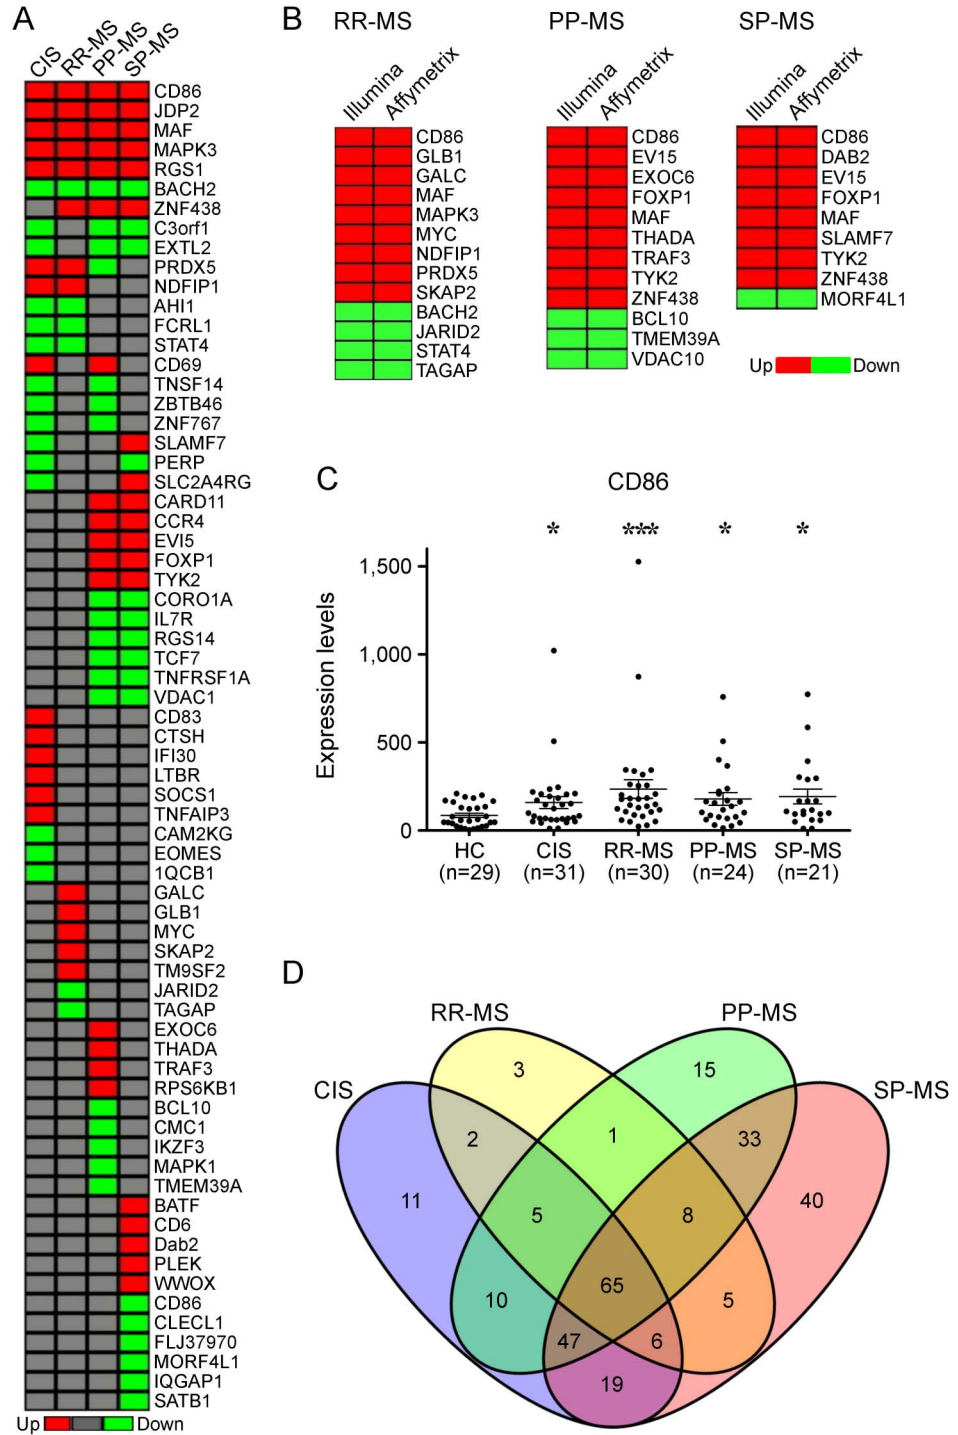 A
CIS
RR-MS
PP-MS
SP-MS
CD86
JDP2
MAF
MAPK3
RGS1
BACH2
ZNF438
C3orf1
EXTL2
PRDX5
NDFIP1
AHI1
FCRL1
STAT4
CD69
TNSF14
ZBTB46
ZNF767
SLAMF7
PERP
SLC2A4RG
CARD11
CCR4
EVI5
FOXP1
TYK2
CORO1A
IL7R
RGS14
TCF7
TNFRSF1A
VDAC1
CD83
CTSH
IFI30
LTBR
SOCS1
TNFAIP3
CAM2KG
EOMES
1QCB1
GALC
GLB1
MYC
SKAP2
TM9SF2
JARID2
TAGAP
EXOC6
THADA
TRAF3
RPS6KB1
BCL10
CMC1
IKZF3
MAPK1
TMEM39A
BATF
CD6
Dab2
PLEK
WWOX
CD86
CLECL1
FLJ37970
MORF4L1
IQGAP1
SATB1
Up Down
B
RR-MS
Illumina
Affymetrix
CD86
GLB1
GALC
MAF
MAPK3
MYC
NDFIP1
PRDX5
SKAP2
BACH2
JARID2
STAT4
TAGAP
PP-MS
Illumina
Affymetrix
CD86
EV15
EXOC6
FOXP1
MAF
THADA
TRAF3
TYK2
ZNF438
BCL10
TMEM39A
VDAC10
SP-MS
Illumina
Affymetrix
CD86
DAB2
EV15
FOXP1
MAF
SLAMF7
TYK2
ZNF438
MORF4L1
Up Down
C
CD86
* *** * *
Expression levels
1,500
1,000
500
0
HC CIS RR-MS PP-MS SP-MS
(n=29) (n=31) (n=30) (n=24) (n=21)
D
RR-MS PP-MS
CIS SP-MS
3 15
2 1 33
11 5 8 40
10 65 5
47 6
19